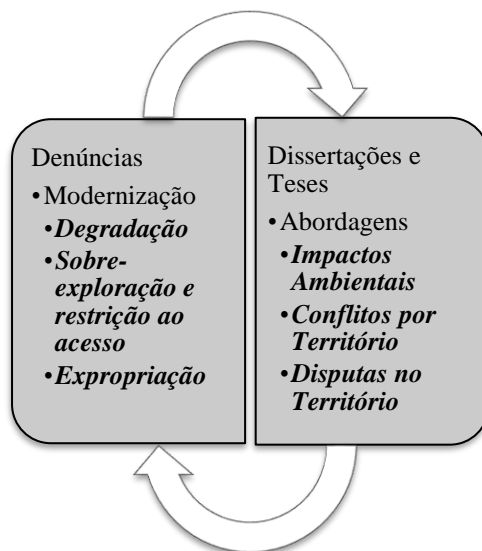 Denúncias
•Modernização
•Degradação
•Sobre-
exploração e
restrição ao
acesso
•Expropriação
Dissertações e
Teses
•Abordagens
•Impactos
Ambientais
•Conflitos por
Território
•Disputas no
Território